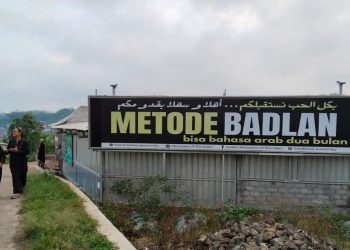 بكل الحب نستقبلكم ... أهلا و سهلا بقدومكم
METODE BADLAN
bisa bahasa arab dua bulan